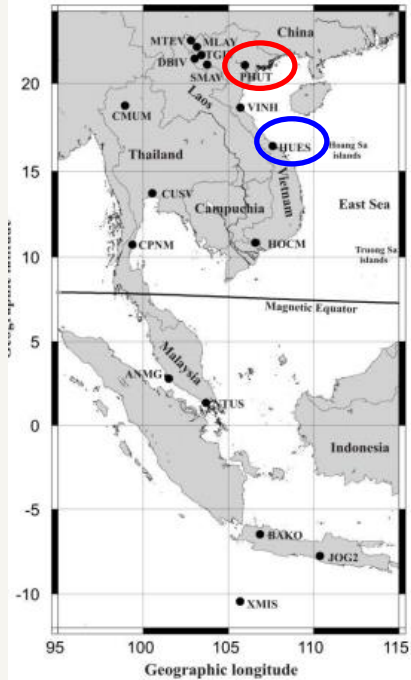 China
MTEV
MLAY
TGI
DBIV
SMAV
PHUT
20
Laos
CMUM
VINH
HUES
Hoang Sa
islands
15
Thailand
Vietnam
CUSV
Campuchia
East Sea
CPNM
HOCM
10
Truong Sa
islands
Magnetic Equator
5
Malaysia
ANMG
NTUS
0
Indonesia
-5
BAKO
JOG2
-10
XMIS
95 100 105 110 115
Geographic longitude